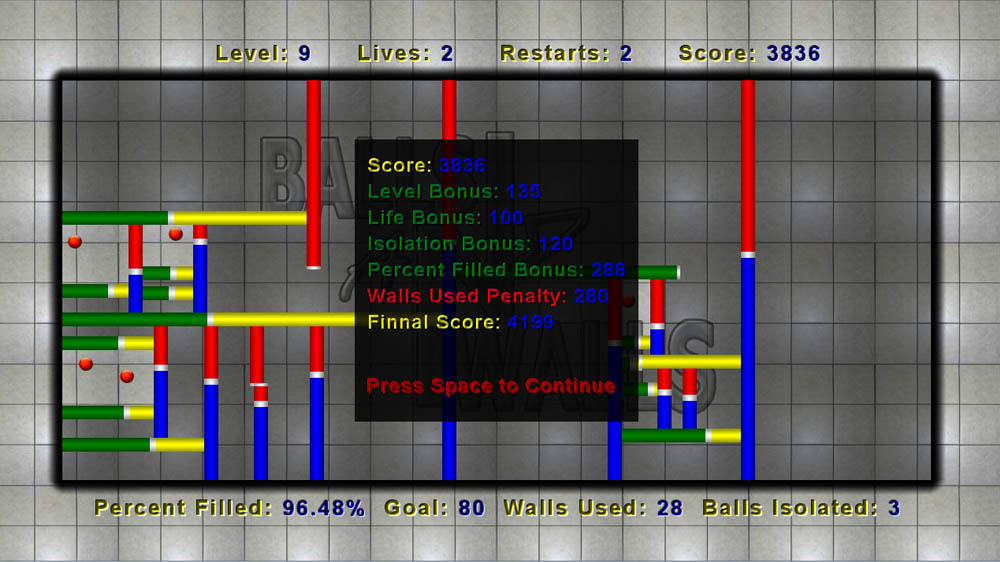 Level: 9 Lives: 2 Restarts: 2 Score: 3836
Score: 3836
Level Bonus: 135
Life Bonus: 100
Isolation Bonus: 120
Percent Filled Bonus: 288
Walls Used Penalty: 280
Finnal Score: 4199
Press Space to Continue
WALLS
Percent Filled: 96.48% Goal: 80 Walls Used: 28 Balls Isolated: 3